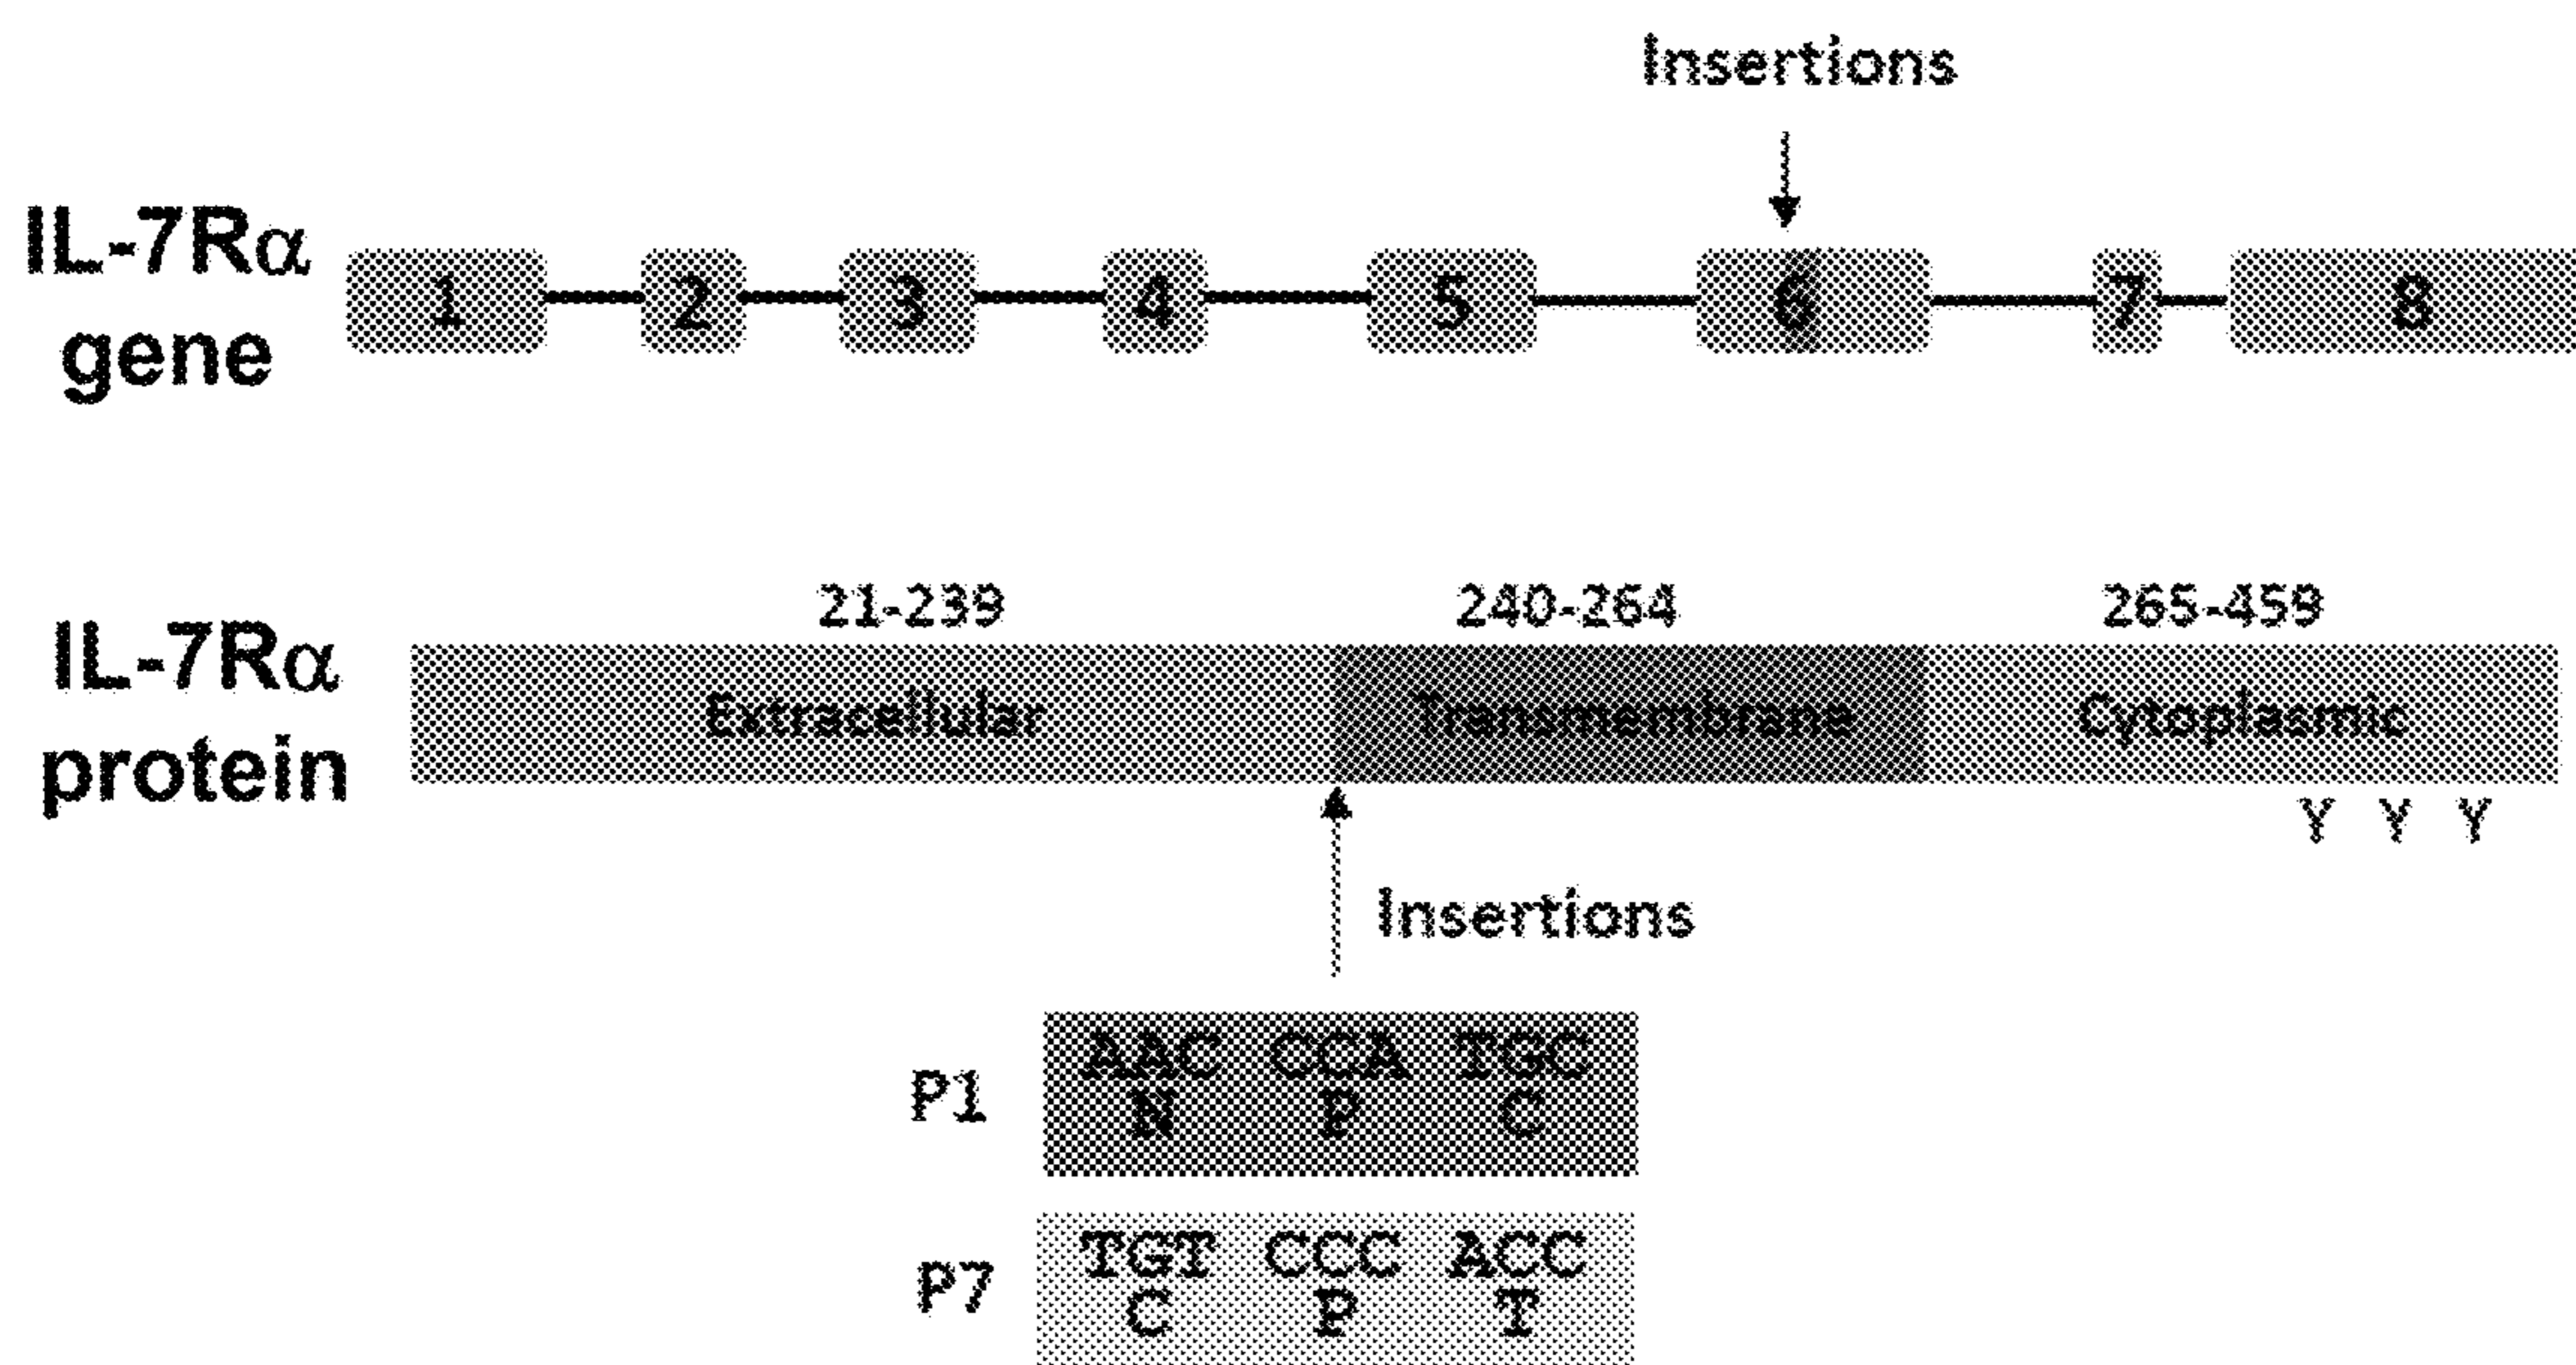 Insertions
IL-7Rα
gene
1 2 3 4 5 6 7 8
21-239 240-264 265-459
IL-7Rα
protein
Extracellular Transmembrane Cytoplasmic
Y Y Y
Insertions
P1
AAC CCA TGC
N P C
P7
TGT CCC ACC
C P T